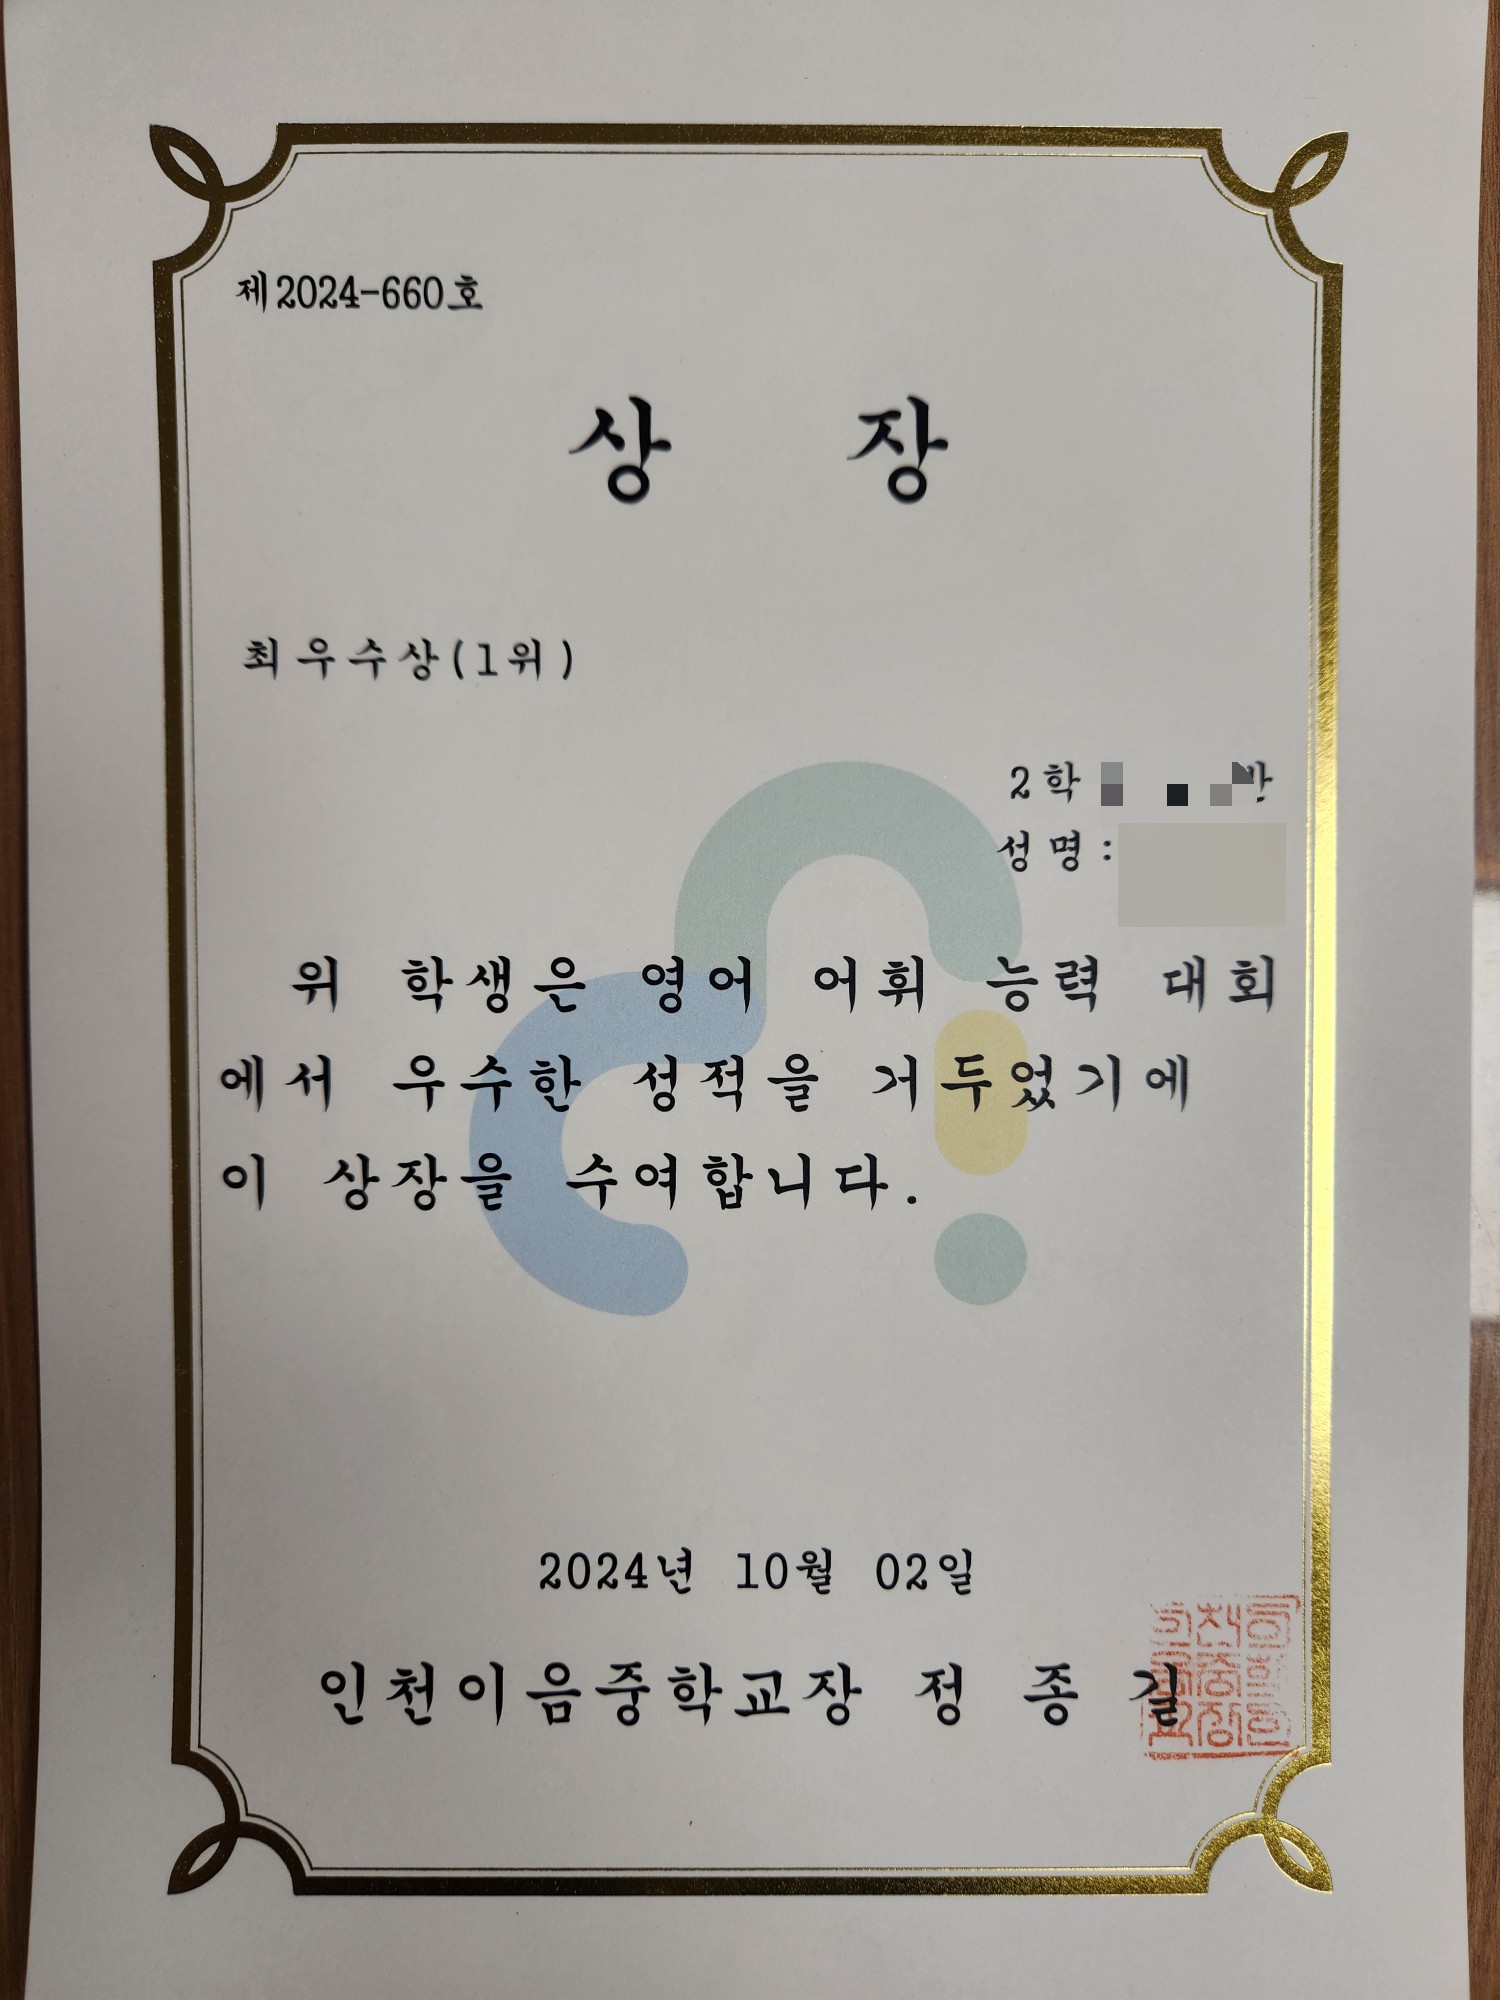 제2024-660호
상 장
최우수상(1위)
2학
성명:
위 학생은 영어 어휘 능력 대회
에서 우수한 성적을 거두었기에
이 상장을 수여합니다.
2024년 10월 02일
인천이음중학교장 정 종 길